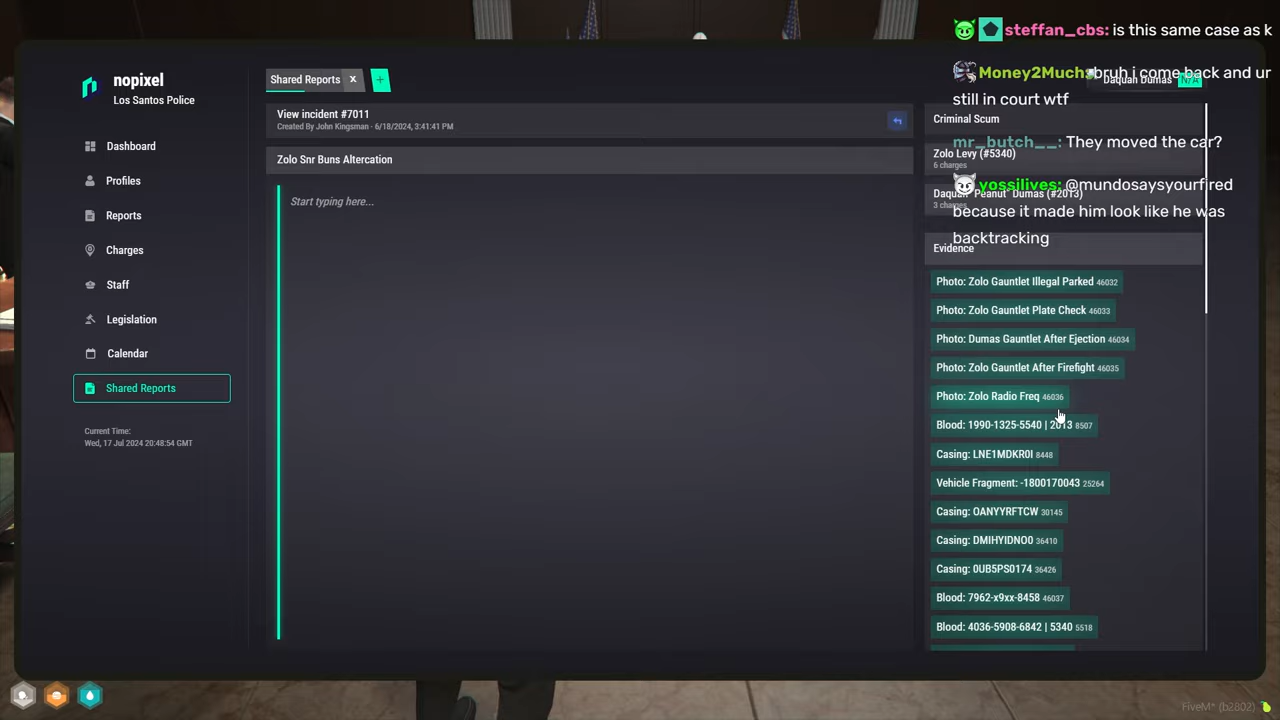 nopixel
Los Santos Police
Dashboard
Profiles
Reports
Charges
Staff
Legislation
Calendar
Shared Reports
Current Time:
Wed, 17 Jul 2024 20:48:54 GMT
Shared Reports x +
View incident #7011
Created By John Kingsman - 6/18/2024, 3:41:41 PM
Zolo Snr Buns Altercation
Start typing here...
Daquan Dumas N/A
Criminal Scum
Zolo Levy (#5340)
6 charges
Daquan "Peanut" Dumas (#2013)
3 charges
Evidence
Photo: Zolo Gauntlet Illegal Parked 46032
Photo: Zolo Gauntlet Plate Check 46033
Photo: Dumas Gauntlet After Ejection 46034
Photo: Zolo Gauntlet After Firefight 46035
Photo: Zolo Radio Freq 46036
Blood: 1990-1325-5540 | 2013 8507
Casing: LNE1MDKR0I 8448
Vehicle Fragment: -1800170043 25264
Casing: OANYYRFTCW 30145
Casing: DMIHYIDNO0 36410
Casing: 0UB5PS0174 36426
Blood: 7962-x9xx-8458 46037
Blood: 4036-5908-6842 | 5340 5518
steffan_cbs: is this same case as k
Money2Much: bruh i come back and ur
still in court wtf
mr_butch__: They moved the car?
yossilives: @mundosaysyourfired
because it made him look like he was
backtracking
FiveM* (b2802)